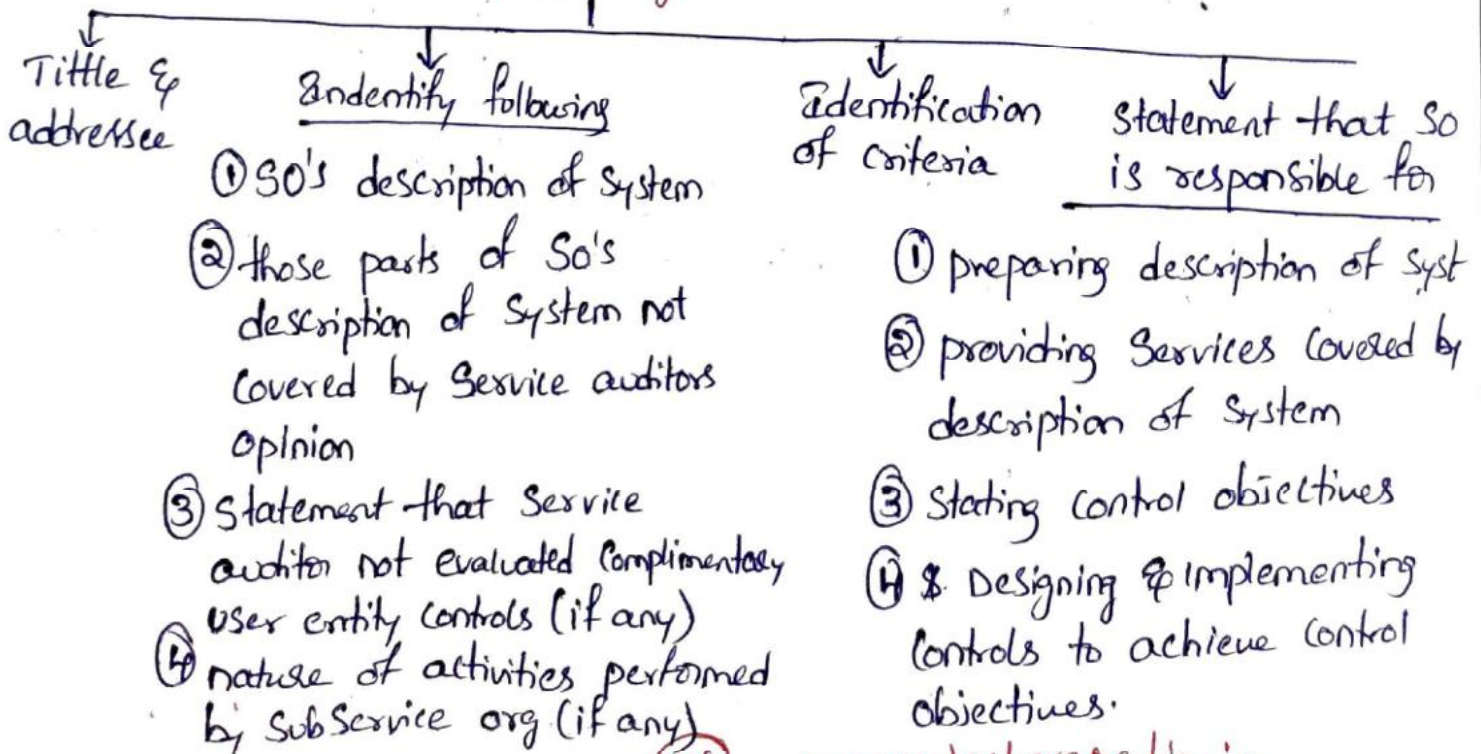 Tittle &
addressee
Indentify following
① SO's description of System
② those parts of SO's
description of System not
Covered by Service auditors
Opinion
③ Statement that Service
auditor not evaluated Complimentary
User entity Controls (if any)
④ nature of activities performed
by SubService org (if any)
Identification
of Criteria
Statement that SO
is responsible for
① preparing description of Syst
② providing Services Covered by
description of System
③ Stating Control objectives
④ Designing & Implementing
Controls to achieve Control
objectives.